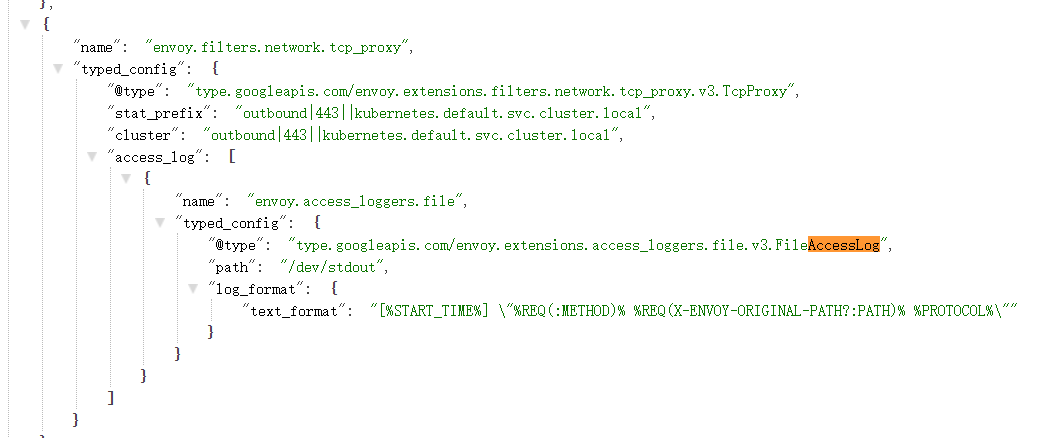 },
{
"name": "envoy.filters.network.tcp_proxy",
"typed_config": {
"@type": "type.googleapis.com/envoy.extensions.filters.network.tcp_proxy.v3.TcpProxy",
"stat_prefix": "outbound|443||kubernetes.default.svc.cluster.local",
"cluster": "outbound|443||kubernetes.default.svc.cluster.local",
"access_log": [
{
"name": "envoy.access_loggers.file",
"typed_config": {
"@type": "type.googleapis.com/envoy.extensions.access_loggers.file.v3.FileAccessLog",
"path": "/dev/stdout",
"log_format": {
"text_format": "[%START_TIME%] \"%REQ(:METHOD)% %REQ(X-ENVOY-ORIGINAL-PATH?:PATH)% %PROTOCOL%\""
}
}
}
]
}